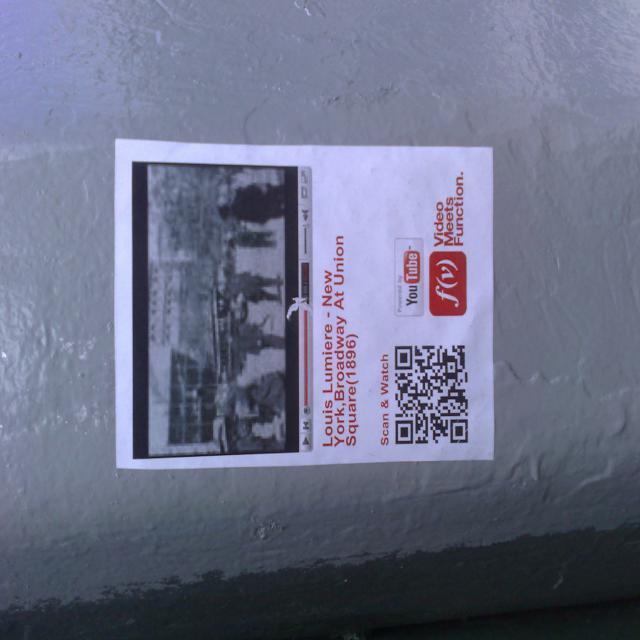 Louis Lumiere - New
York,Broadway At Union
Square(1896)
Scan & Watch
Powered by
YouTube
f(v)
Video
Meets
Function.